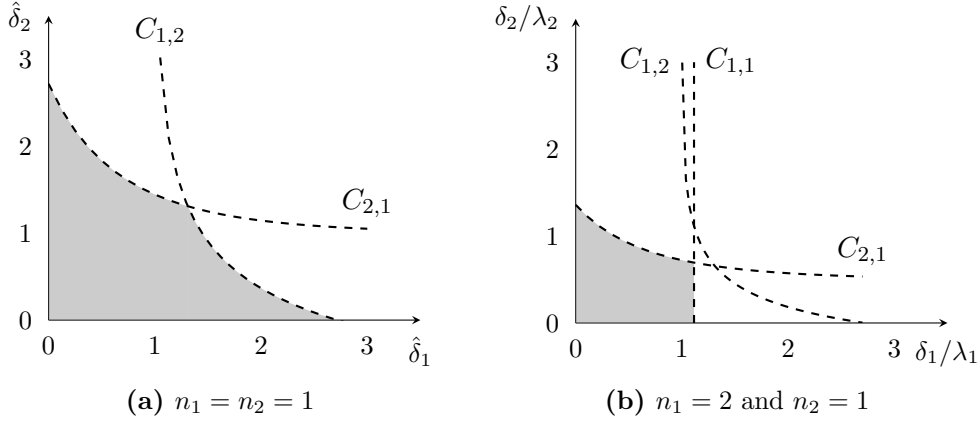 δ̂₂
3
2
1
0
0 1 2 3 δ̂₁
C₁,₂
C₂,₁
(a) n₁ = n₂ = 1
δ₂/λ₂
3
2
1
0
0 1 2 3 δ₁/λ₁
C₁,₂ C₁,₁
C₂,₁
(b) n₁ = 2 and n₂ = 1